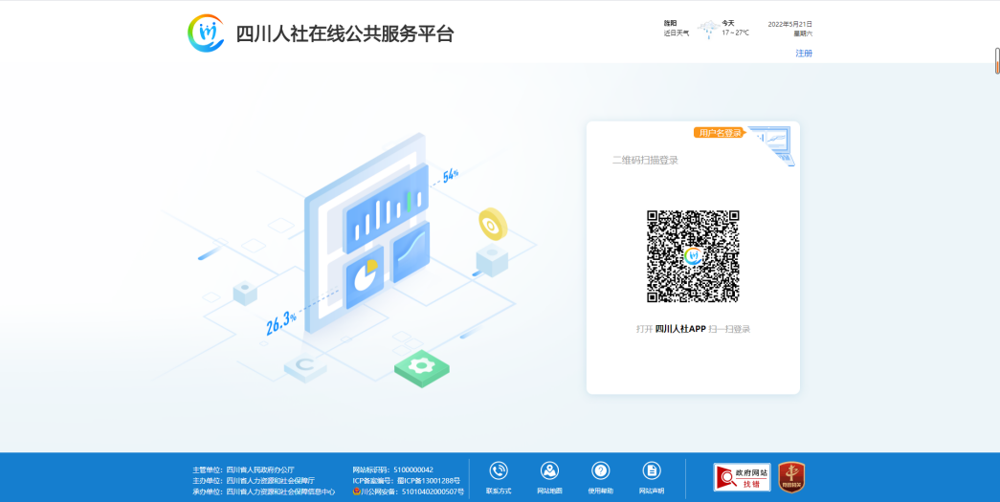 四川人社在线公共服务平台
近日天气
今天
17~27℃
2022年5月21日
星期六
注册
用户名登录
二维码扫描登录
54%
26.3%
打开 四川人社APP 扫一扫登录
主管单位：四川省人民政府办公厅
主办单位：四川省人力资源和社会保障厅
承办单位：四川省人力资源和社会保障信息中心
网站标识码：5100000042
ICP备案编号：蜀ICP备13001288号
川公网安备：51010402000507号
联系方式
网站地图
使用帮助
网站声明
政府网站
找错
党政机关